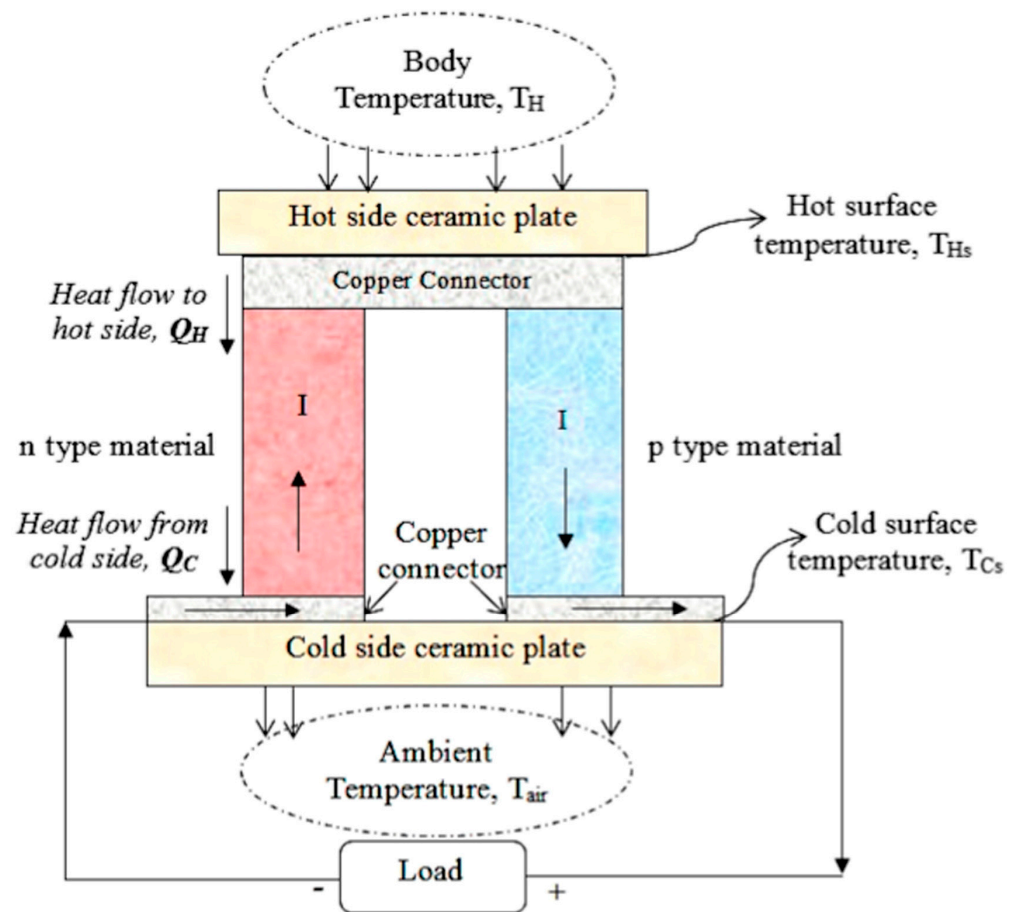 Body
Temperature, TH
Hot side ceramic plate
Hot surface
temperature, THs
Copper Connector
Heat flow to
hot side, QH
I
I
n type material
p type material
Heat flow from
cold side, QC
Copper
connector
Cold surface
temperature, TCs
Cold side ceramic plate
Ambient
Temperature, Tair
Load
-
+